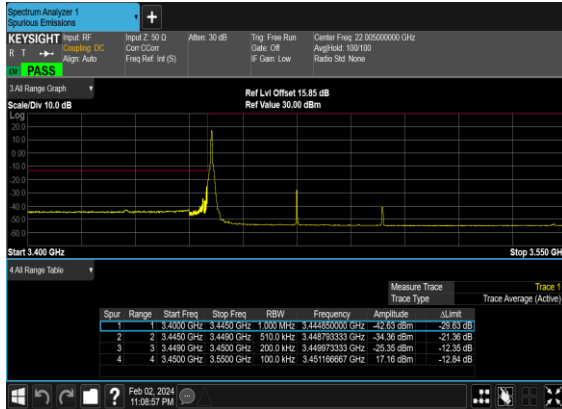 Spectrum Analyzer 1
Spurious Emissions
+
KEYSIGHT Input: RF Input Z: 50 Ω Atten: 30 dB Trig: Free Run Center Freq: 22.005000000 GHz
R T Coupling: DC Corr CCorr Gate: Off Avg|Hold: 100/100
Align: Auto Freq Ref: Int (S) IF Gain: Low Radio Std: None
PASS
3 All Range Graph
Ref Lvl Offset 15.85 dB
Scale/Div 10.0 dB Ref Value 30.00 dBm
Log
20.0
10.0
0.00
-10.0
-20.0
-30.0
-40.0
-50.0
-60.0
Start 3.400 GHz Stop 3.550 GH
4 All Range Table
Measure Trace Trace 1
Trace Type Trace Average (Active)
Spur Range Start Freq Stop Freq RBW Frequency Amplitude ΔLimit
1 1 3.4000 GHz 3.4450 GHz 1.000 MHz 3.444850000 GHz -42.63 dBm -29.63 dB
2 2 3.4450 GHz 3.4490 GHz 510.0 kHz 3.448793333 GHz -34.36 dBm -21.36 dB
3 3 3.4490 GHz 3.4500 GHz 200.0 kHz 3.449973333 GHz -25.35 dBm -12.35 dB
4 4 3.4500 GHz 3.5500 GHz 100.0 kHz 3.451166667 GHz 17.16 dBm -12.84 dB
? Feb 02, 2024
11:08:57 PM